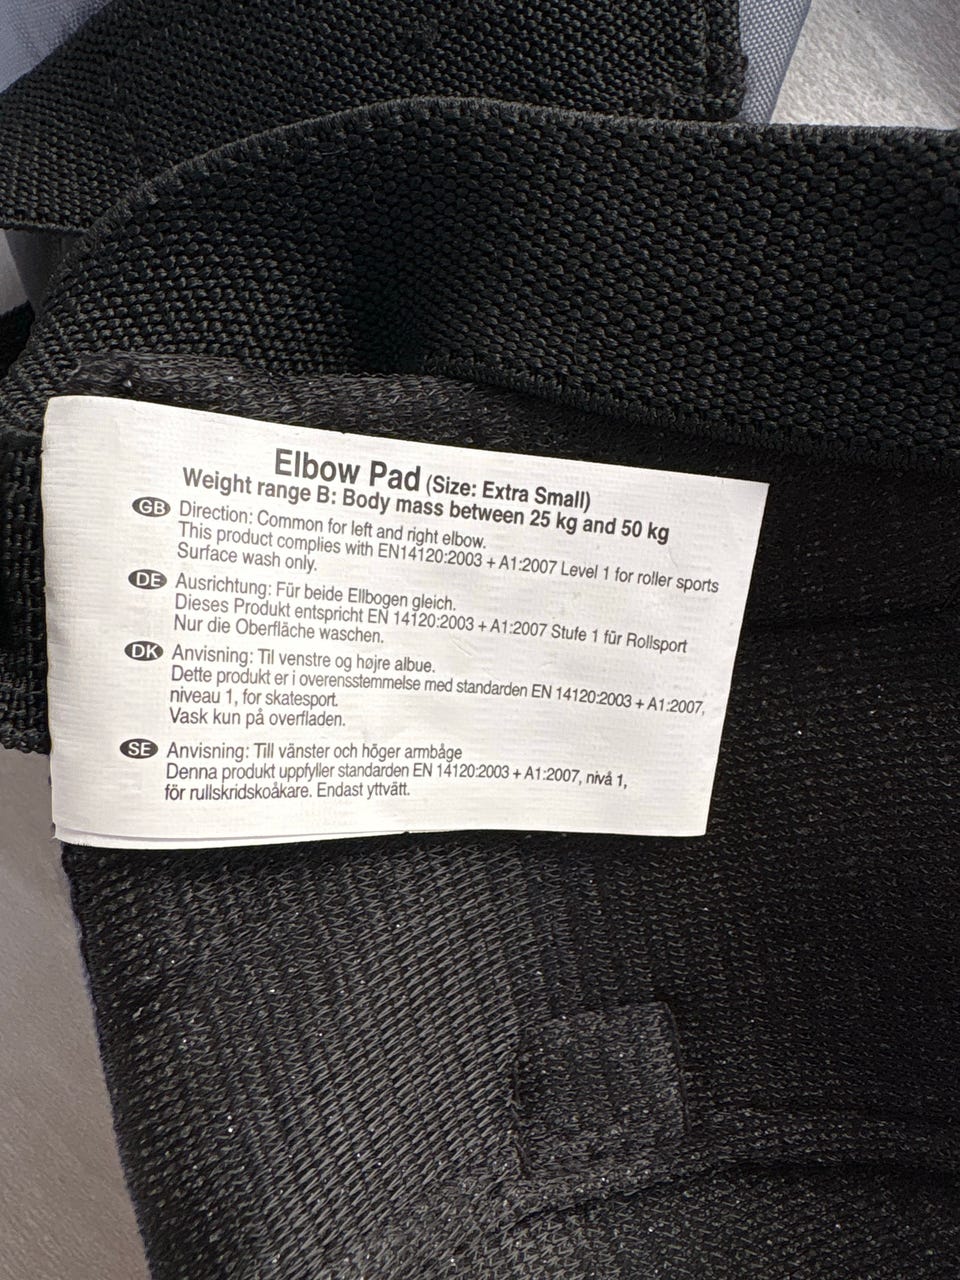 Elbow Pad (Size: Extra Small)
Weight range B: Body mass between 25 kg and 50 kg
GB Direction: Common for left and right elbow.
This product complies with EN14120:2003 + A1:2007 Level 1 for roller sports
Surface wash only.
DE Ausrichtung: Für beide Ellbogen gleich.
Dieses Produkt entspricht EN 14120:2003 + A1:2007 Stufe 1 für Rollsport
Nur die Oberfläche waschen.
DK Anvisning: Til venstre og højre albue.
Dette produkt er i overensstemmelse med standarden EN 14120:2003 + A1:2007,
niveau 1, for skatesport.
Vask kun på overfladen.
SE Anvisning: Till vänster och höger armbåge
Denna produkt uppfyller standarden EN 14120:2003 + A1:2007, nivå 1,
för rullskridskoåkare. Endast yttvätt.